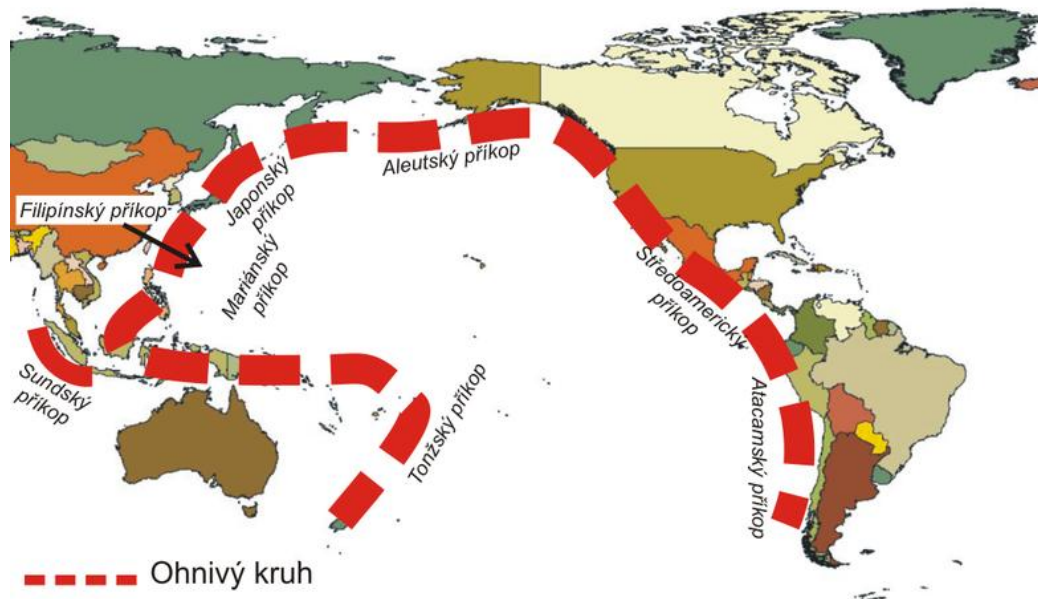 Filipínský příkop
Japonský
příkop
Mariánský
příkop
Aleutský příkop
Středoamerický
příkop
Sundský
příkop
Tonžský příkop
Atacamský příkop
Ohnivý kruh